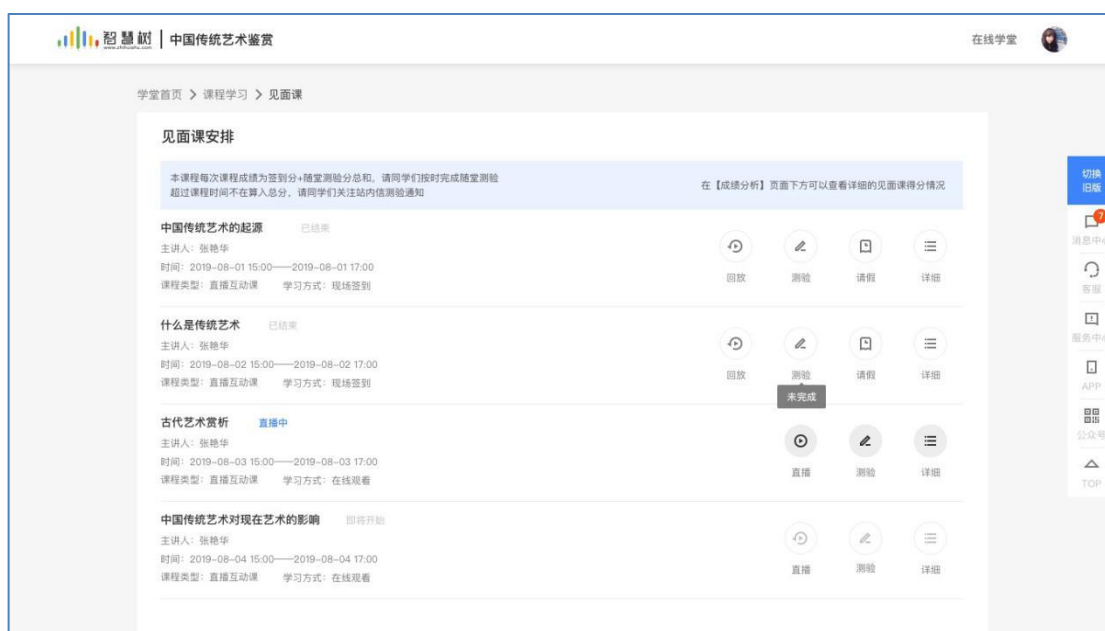 智慧树 中国传统艺术鉴赏
www.zhihuishu.com
在线学堂
学堂首页 > 课程学习 > 见面课
见面课安排
本课程每次课程成绩为签到分+随堂测验分总和，请同学们按时完成随堂测验
超过课程时间不在算入总分，请同学们关注站内信测验通知
在【成绩分析】页面下方可以查看详细的见面课得分情况
中国传统艺术的起源 已结束
主讲人：张艳华
时间：2019-08-01 15:00——2019-08-01 17:00
课程类型：直播互动课 学习方式：现场签到
回放 测验 请假 详细
什么是传统艺术 已结束
主讲人：张艳华
时间：2019-08-02 15:00——2019-08-02 17:00
课程类型：直播互动课 学习方式：现场签到
回放 测验 请假 详细
未完成
古代艺术赏析 直播中
主讲人：张艳华
时间：2019-08-03 15:00——2019-08-03 17:00
课程类型：直播互动课 学习方式：在线观看
直播 测验 详细
中国传统艺术对现在艺术的影响 即将开始
主讲人：张艳华
时间：2019-08-04 15:00——2019-08-04 17:00
课程类型：直播互动课 学习方式：在线观看
直播 测验 详细
切换
旧版
7
消息中心
客服
服务中心
APP
公众号
TOP